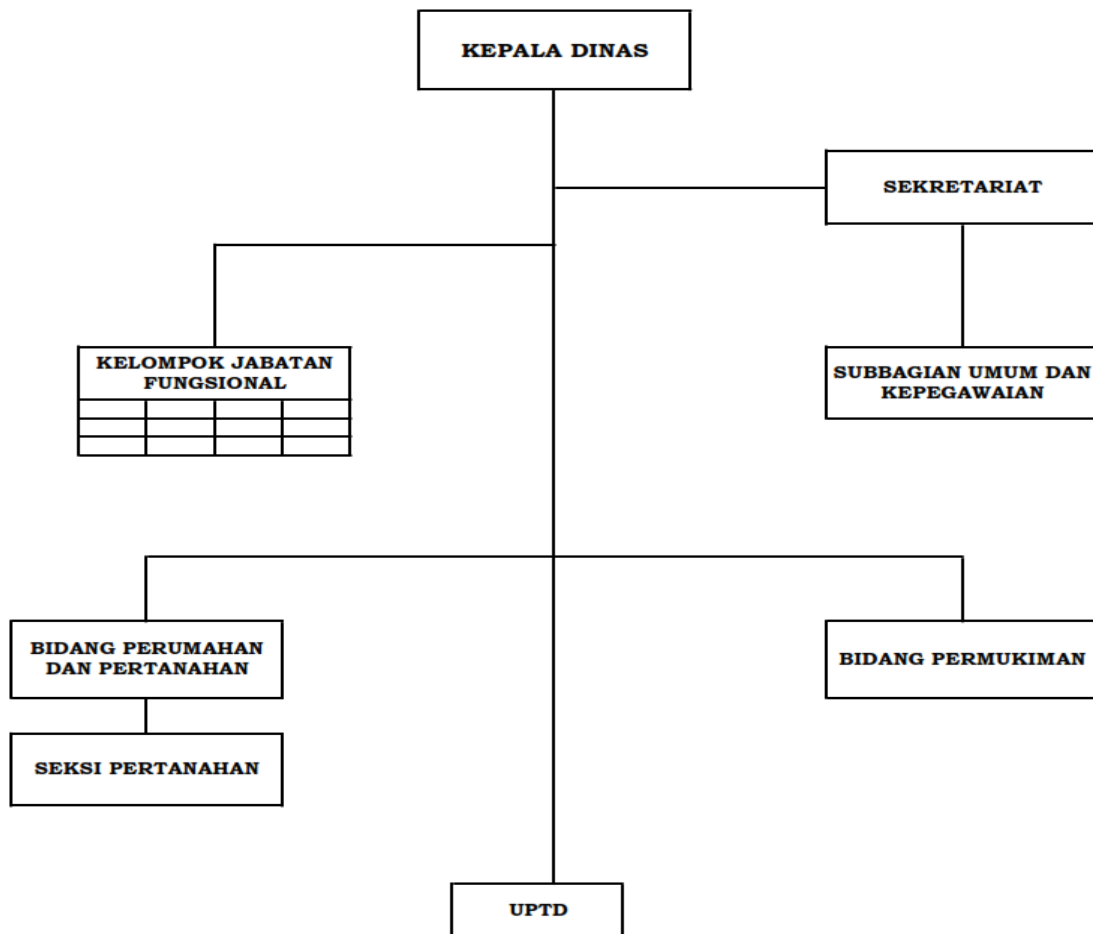 KEPALA DINAS
SEKRETARIAT
KELOMPOK JABATAN
FUNGSIONAL
SUBBAGIAN UMUM DAN
KEPEGAWAIAN
BIDANG PERUMAHAN
DAN PERTANAHAN
BIDANG PERMUKIMAN
SEKSI PERTANAHAN
UPTD